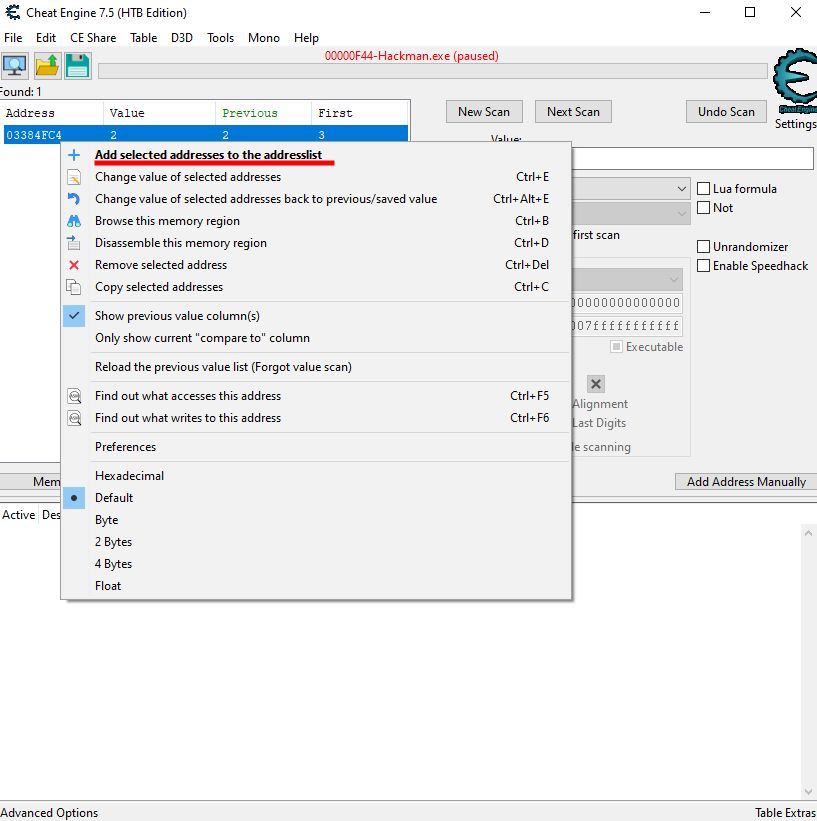 Cheat Engine 7.5 (HTB Edition)
File Edit CE Share Table D3D Tools Mono Help
00000F44-Hackman.exe (paused)
Found: 1
Address Value Previous First
03384FC4 2 2 3
New Scan Next Scan Undo Scan
Cheat Engine
Settings
Value:
Add selected addresses to the addresslist
Change value of selected addresses Ctrl+E
Change value of selected addresses back to previous/saved value Ctrl+Alt+E
Browse this memory region Ctrl+B
Disassemble this memory region Ctrl+D
Remove selected address Ctrl+Del
Copy selected addresses Ctrl+C
Show previous value column(s)
Only show current "compare to" column
Reload the previous value list (Forgot value scan)
Find out what accesses this address Ctrl+F5
Find out what writes to this address Ctrl+F6
Preferences
Hexadecimal
Default
Byte
2 Bytes
4 Bytes
Float
Lua formula
Not
first scan
Unrandomizer
Enable Speedhack
00000000000000
007fffffffffff
Executable
Alignment
Last Digits
le scanning
Mem
Add Address Manually
Active Des
Advanced Options Table Extras